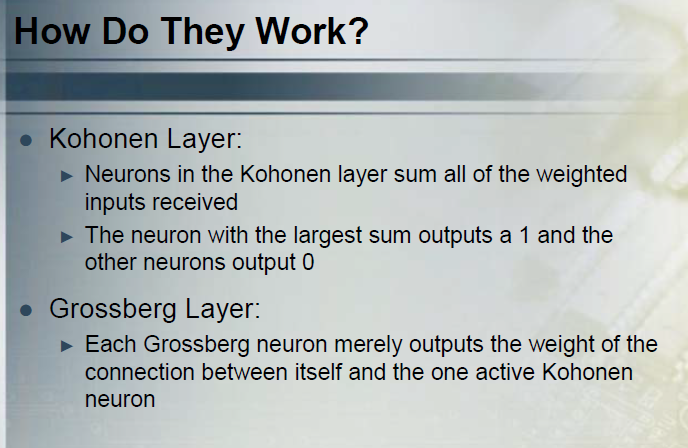 How Do They Work?
Kohonen Layer:
Neurons in the Kohonen layer sum all of the weighted
inputs received
The neuron with the largest sum outputs a 1 and the
other neurons output 0
Grossberg Layer:
Each Grossberg neuron merely outputs the weight of the
connection between itself and the one active Kohonen
neuron